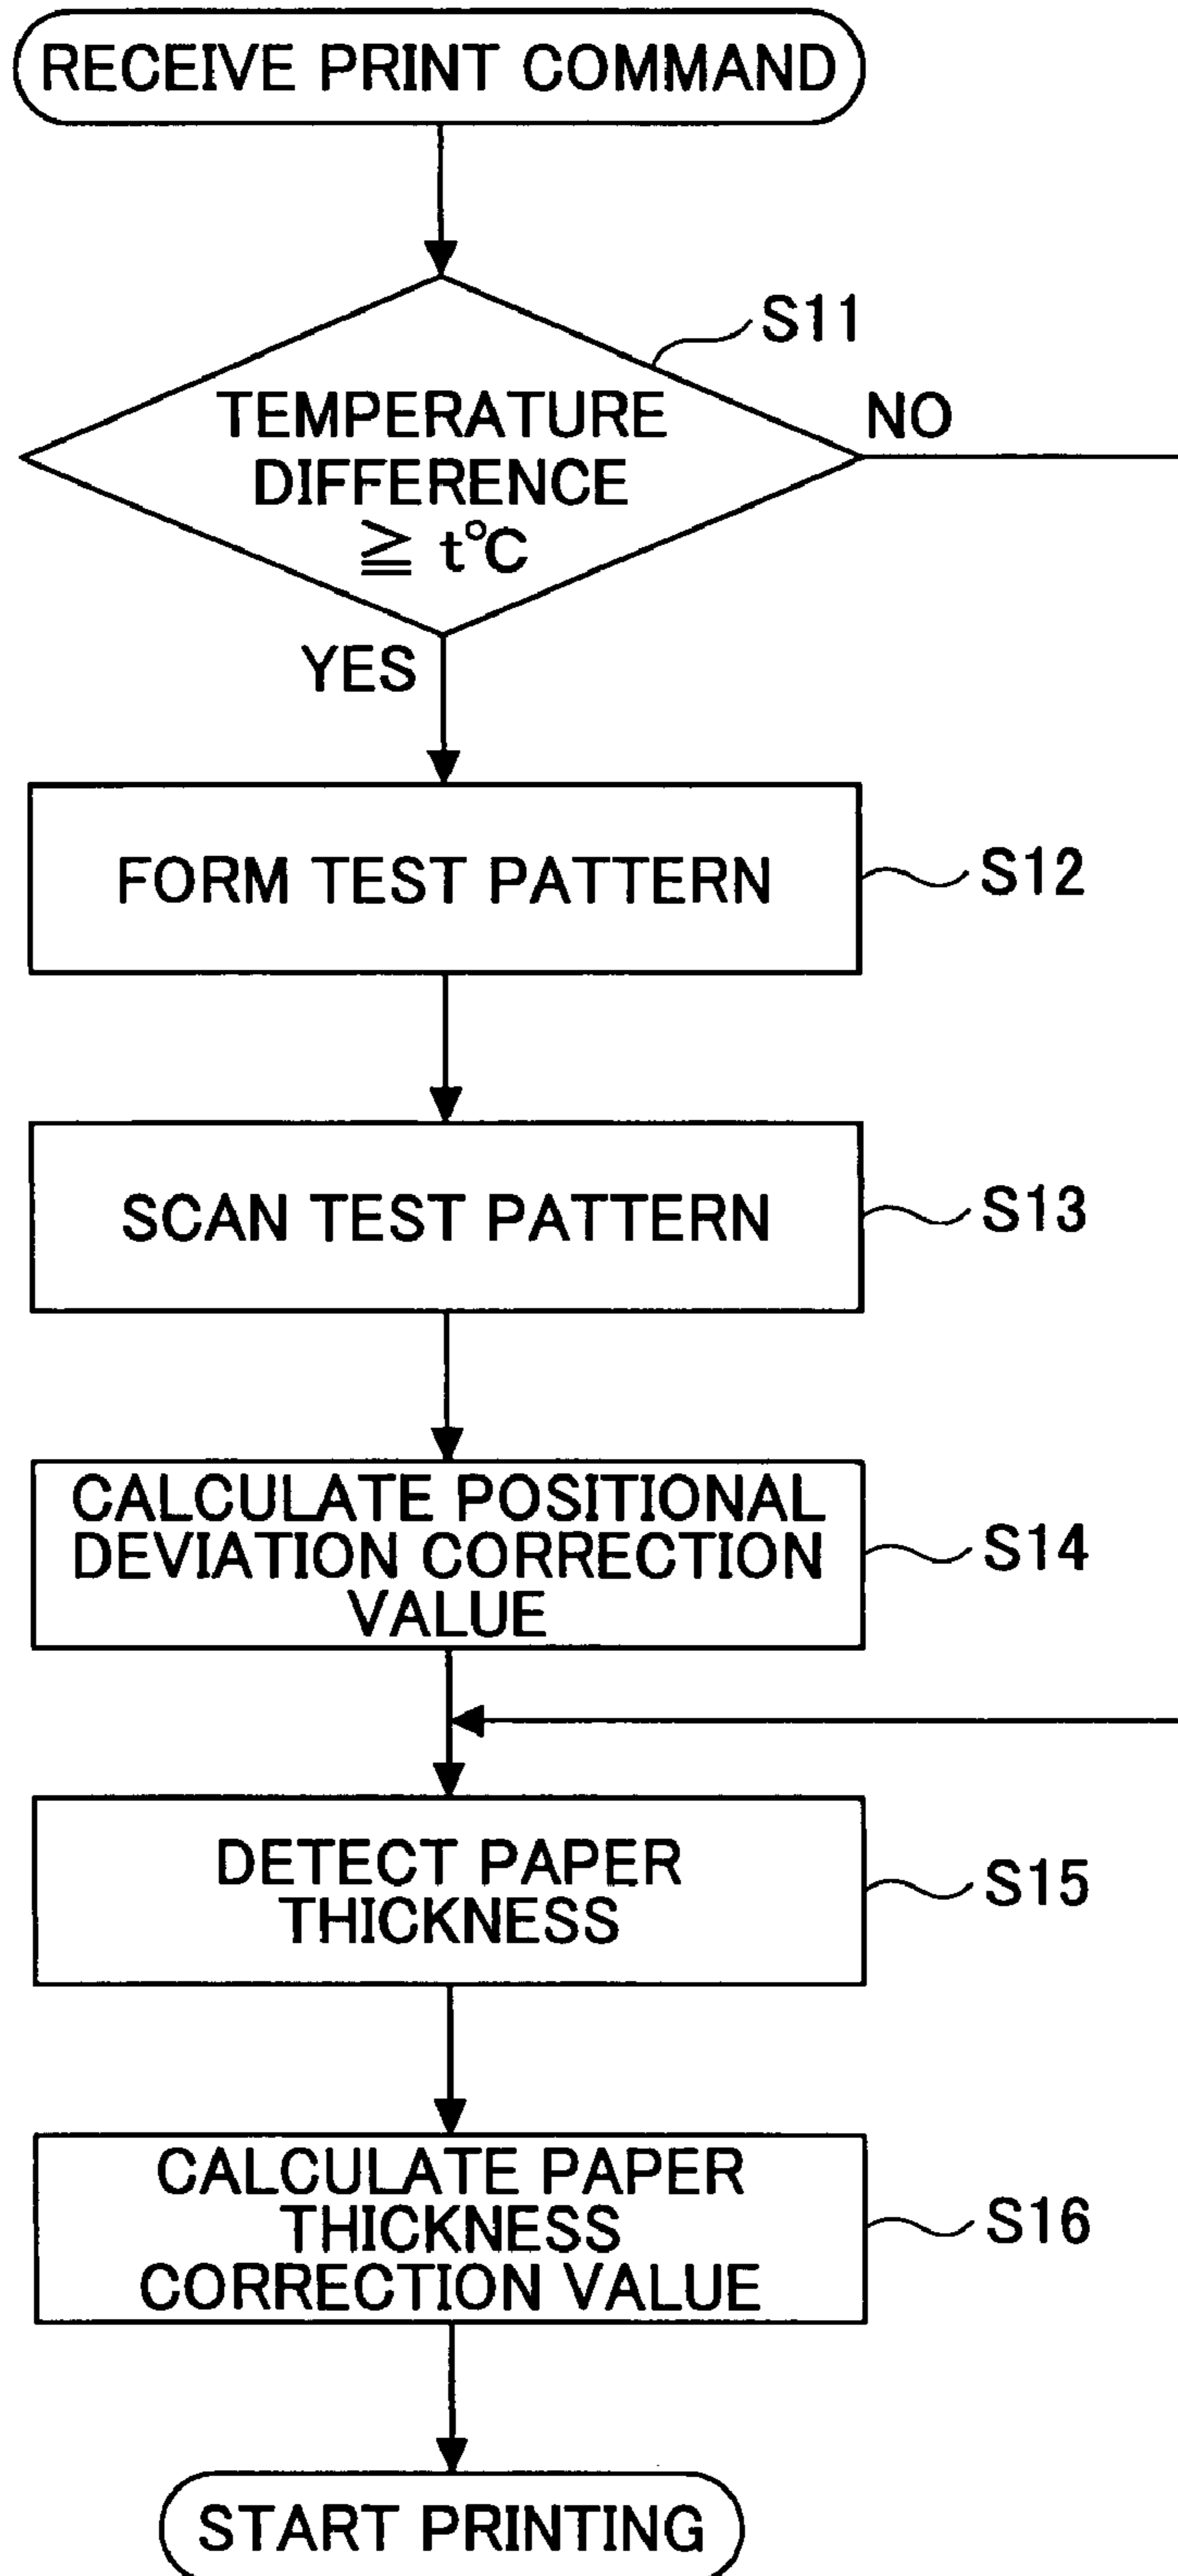 RECEIVE PRINT COMMAND
S11
TEMPERATURE
DIFFERENCE
≧ t°C
NO
YES
FORM TEST PATTERN
S12
SCAN TEST PATTERN
S13
CALCULATE POSITIONAL
DEVIATION CORRECTION
VALUE
S14
DETECT PAPER
THICKNESS
S15
CALCULATE PAPER
THICKNESS
CORRECTION VALUE
S16
START PRINTING